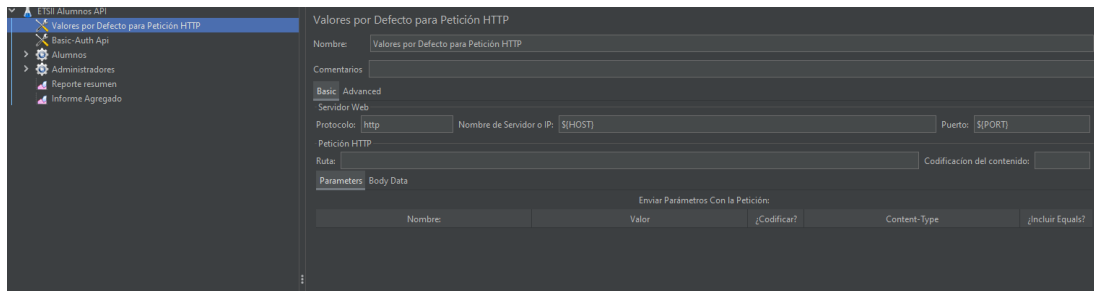 ETSII Alumnos API
Valores por Defecto para Petición HTTP
Basic-Auth Api
Alumnos
Administradores
Reporte resumen
Informe Agregado
Valores por Defecto para Petición HTTP
Nombre: Valores por Defecto para Petición HTTP
Comentarios
Basic Advanced
Servidor Web
Protocolo: http Nombre de Servidor o IP: ${HOST} Puerto: ${PORT}
Petición HTTP
Ruta: Codificación del contenido:
Parameters Body Data
Enviar Parámetros Con la Petición:
Nombre: Valor ¿Codificar? Content-Type ¿Incluir Equals?